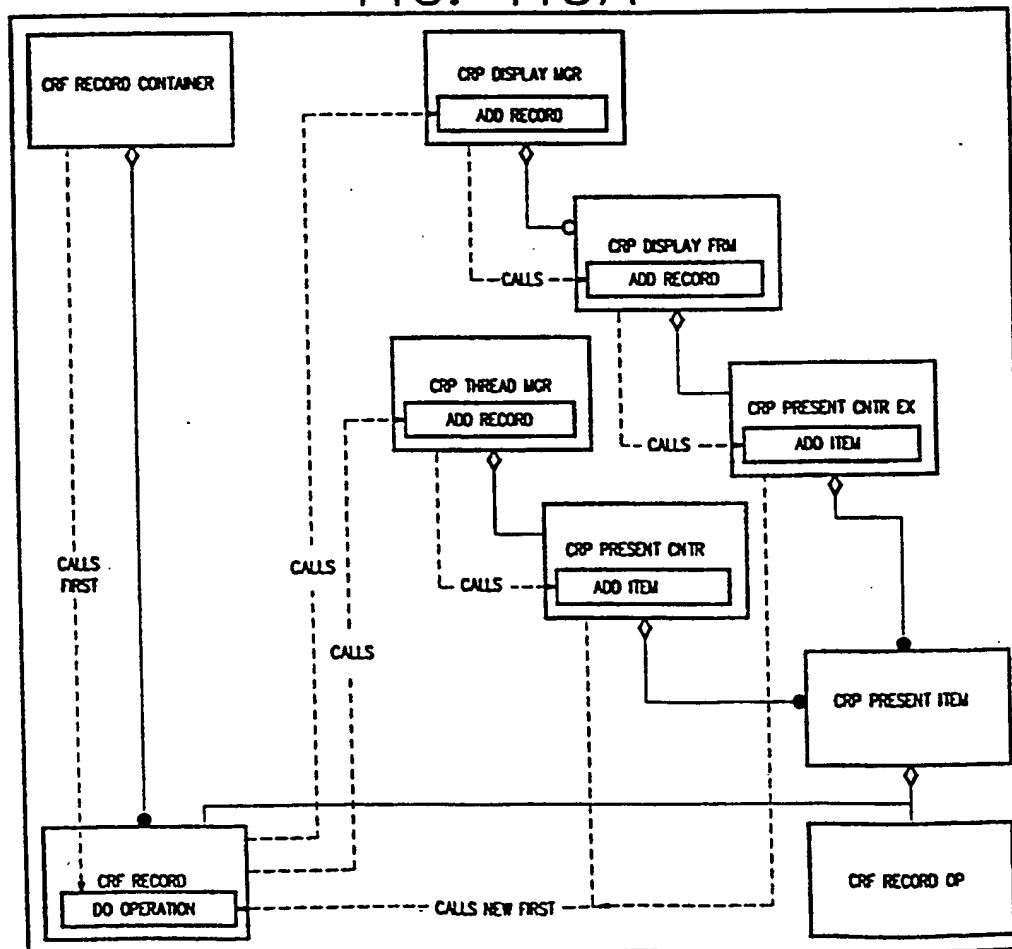 CRF RECORD CONTAINER
CRP DISPLAY MGR
ADD RECORD
CRP DISPLAY FRM
CALLS
ADD RECORD
CRP THREAD MGR
ADD RECORD
CRP PRESENT CNTR EX
CALLS
ADD ITEM
CRP PRESENT CNTR
CALLS
FIRST
CALLS
CALLS
ADD ITEM
CALLS
CRP PRESENT ITEM
CRF RECORD
DO OPERATION
CALLS NEW FIRST
CRF RECORD OP